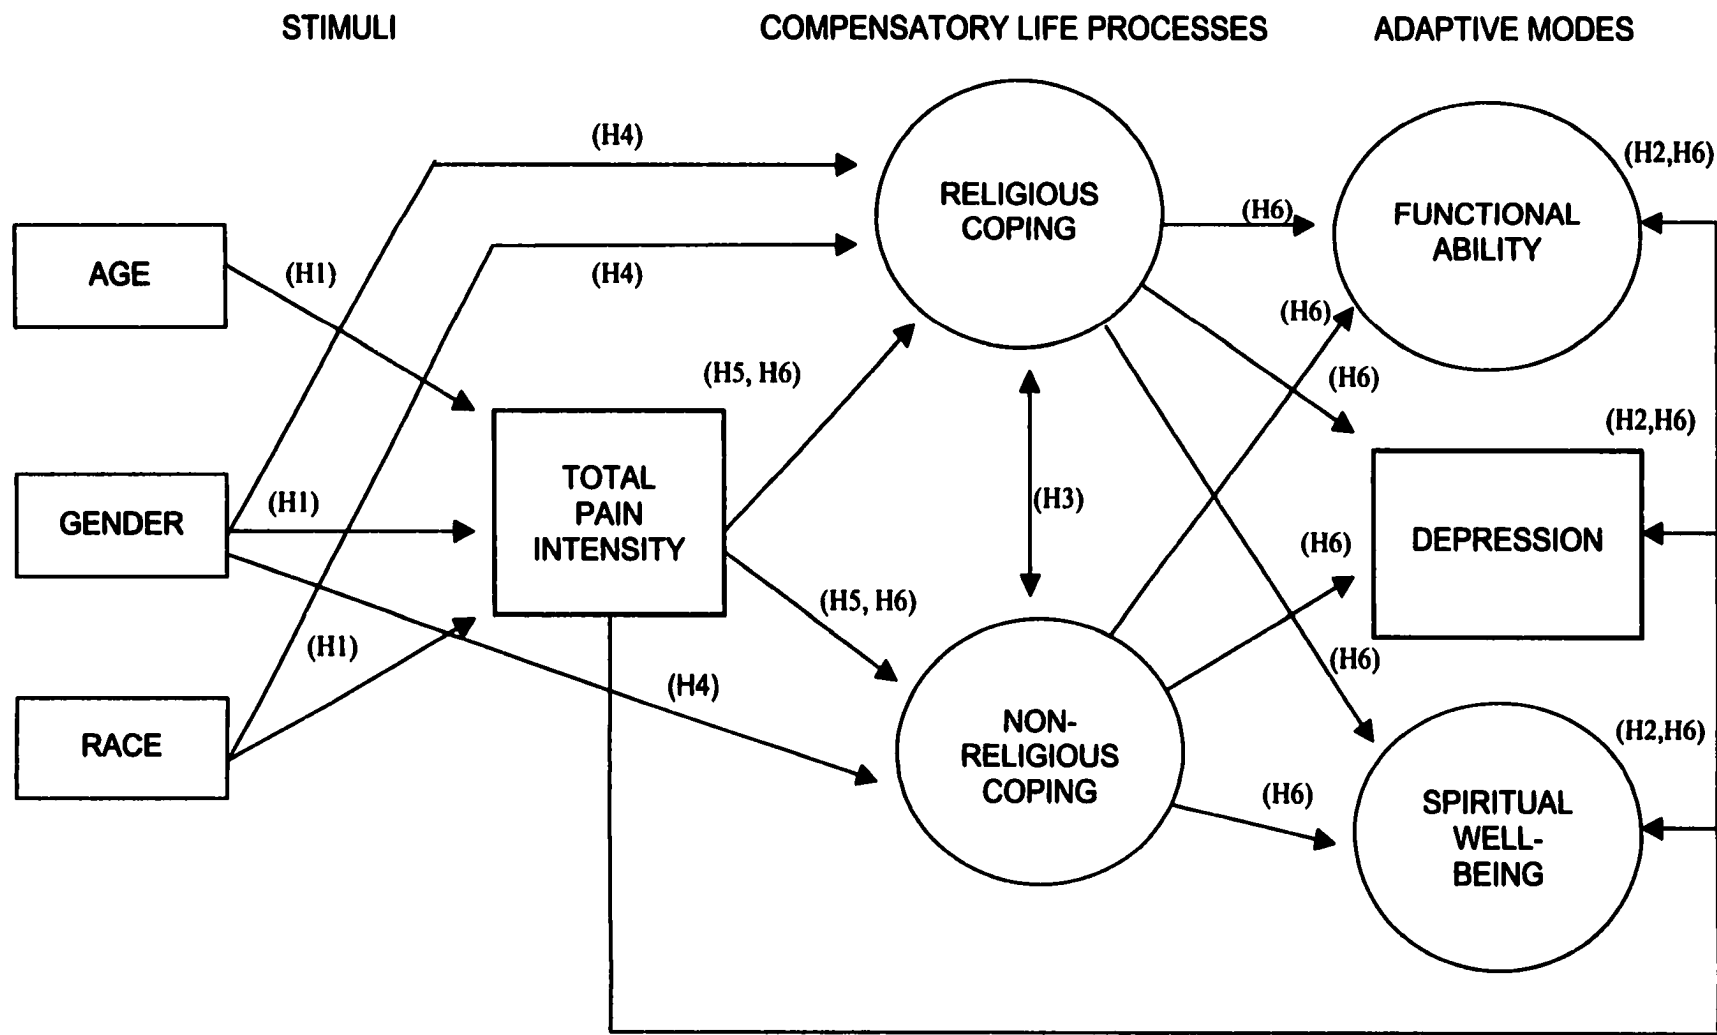 STIMULI
COMPENSATORY LIFE PROCESSES
ADAPTIVE MODES
(H4)
(H2,H6)
RELIGIOUS
COPING
(H6)
FUNCTIONAL
ABILITY
AGE
(H1)
(H4)
(H6)
(H5, H6)
(H6)
(H2,H6)
TOTAL
PAIN
INTENSITY
GENDER
(H1)
(H3)
(H6)
DEPRESSION
(H5, H6)
(H1)
(H4)
(H6)
RACE
NON-
RELIGIOUS
COPING
(H6)
(H2,H6)
SPIRITUAL
WELL-
BEING